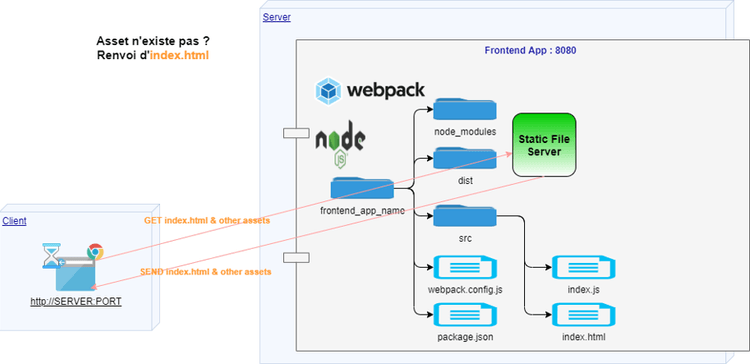 Server
Asset n'existe pas ?
Renvoi d'index.html
Frontend App : 8080
webpack
node
JS
node_modules
Static File
Server
dist
frontend_app_name
Client
GET index.html & other assets
src
SEND index.html & other assets
webpack.config.js
index.js
http://SERVER:PORT
package.json
index.html